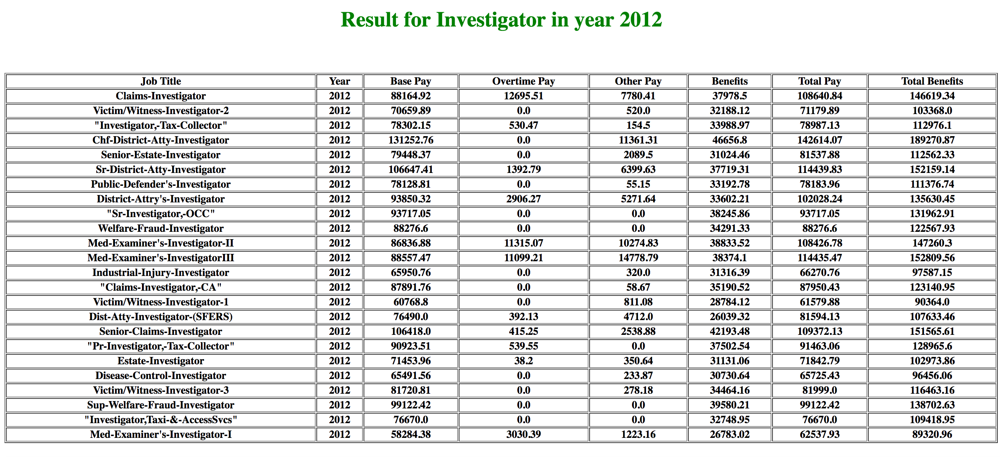 Result for Investigator in year 2012
Job Title Year Base Pay Overtime Pay Other Pay Benefits Total Pay Total Benefits
Claims-Investigator 2012 88164.92 12695.51 7780.41 37978.5 108640.84 146619.34
Victim/Witness-Investigator-2 2012 70659.89 0.0 520.0 32188.12 71179.89 103368.0
"Investigator,-Tax-Collector" 2012 78302.15 530.47 154.5 33988.97 78987.13 112976.1
Chf-District-Atty-Investigator 2012 131252.76 0.0 11361.31 46656.8 142614.07 189270.87
Senior-Estate-Investigator 2012 79448.37 0.0 2089.5 31024.46 81537.88 112562.33
Sr-District-Atty-Investigator 2012 106647.41 1392.79 6399.63 37719.31 114439.83 152159.14
Public-Defender's-Investigator 2012 78128.81 0.0 55.15 33192.78 78183.96 111376.74
District-Attry's-Investigator 2012 93850.32 2906.27 5271.64 33602.21 102028.24 135630.45
"Sr-Investigator,-OCC" 2012 93717.05 0.0 0.0 38245.86 93717.05 131962.91
Welfare-Fraud-Investigator 2012 88276.6 0.0 0.0 34291.33 88276.6 122567.93
Med-Examiner's-Investigator-II 2012 86836.88 11315.07 10274.83 38833.52 108426.78 147260.3
Med-Examiner's-InvestigatorIII 2012 88557.47 11099.21 14778.79 38374.1 114435.47 152809.56
Industrial-Injury-Investigator 2012 65950.76 0.0 320.0 31316.39 66270.76 97587.15
"Claims-Investigator,-CA" 2012 87891.76 0.0 58.67 35190.52 87950.43 123140.95
Victim/Witness-Investigator-1 2012 60768.8 0.0 811.08 28784.12 61579.88 90364.0
Dist-Atty-Investigator-(SFERS) 2012 76490.0 392.13 4712.0 26039.32 81594.13 107633.46
Senior-Claims-Investigator 2012 106418.0 415.25 2538.88 42193.48 109372.13 151565.61
"Pr-Investigator,-Tax-Collector" 2012 90923.51 539.55 0.0 37502.54 91463.06 128965.6
Estate-Investigator 2012 71453.96 38.2 350.64 31131.06 71842.79 102973.86
Disease-Control-Investigator 2012 65491.56 0.0 233.87 30730.64 65725.43 96456.06
Victim/Witness-Investigator-3 2012 81720.81 0.0 278.18 34464.16 81999.0 116463.16
Sup-Welfare-Fraud-Investigator 2012 99122.42 0.0 0.0 39580.21 99122.42 138702.63
"Investigator,Taxi-&-AccessSvcs" 2012 76670.0 0.0 0.0 32748.95 76670.0 109418.95
Med-Examiner's-Investigator-I 2012 58284.38 3030.39 1223.16 26783.02 62537.93 89320.96